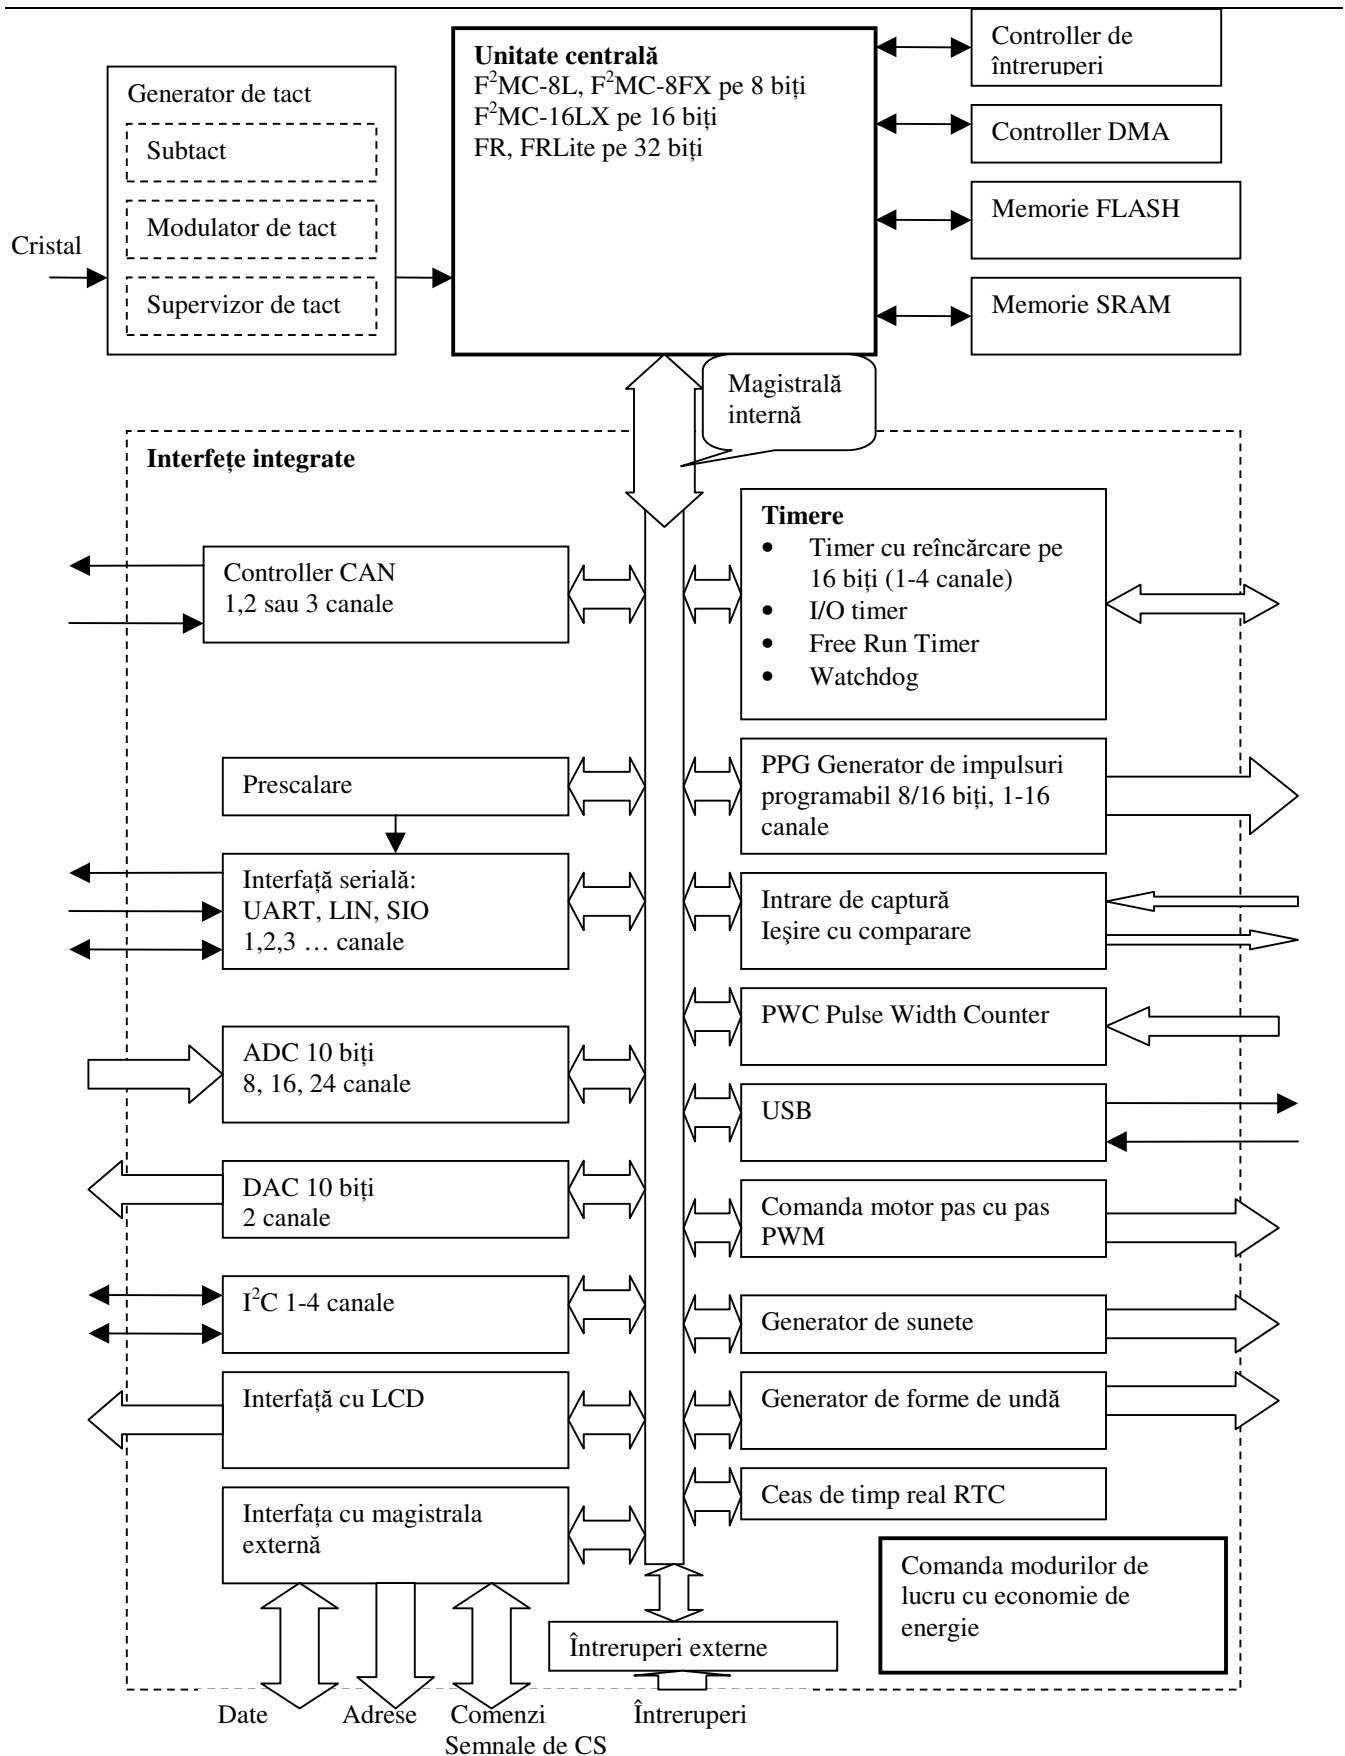 Unitate centrală
F²MC-8L, F²MC-8FX pe 8 biți
F²MC-16LX pe 16 biți
FR, FRLite pe 32 biți
Controller de
întreruperi
Generator de tact
Subtact
Modulator de tact
Supervizor de tact
Cristal
Controller DMA
Memorie FLASH
Memorie SRAM
Magistrală
internă
Interfețe integrate
Controller CAN
1,2 sau 3 canale
Timere
• Timer cu reîncărcare pe
16 biți (1-4 canale)
• I/O timer
• Free Run Timer
• Watchdog
Prescalare
PPG Generator de impulsuri
programabil 8/16 biți, 1-16
canale
Interfață serială:
UART, LIN, SIO
1,2,3 … canale
Intrare de captură
Ieșire cu comparare
PWC Pulse Width Counter
ADC 10 biți
8, 16, 24 canale
USB
DAC 10 biți
2 canale
Comanda motor pas cu pas
PWM
I²C 1-4 canale
Generator de sunete
Interfață cu LCD
Generator de forme de undă
Ceas de timp real RTC
Interfața cu magistrala
externă
Comanda modurilor de
lucru cu economie de
energie
Întreruperi externe
Date
Adrese
Comenzi
Semnale de CS
Întreruperi